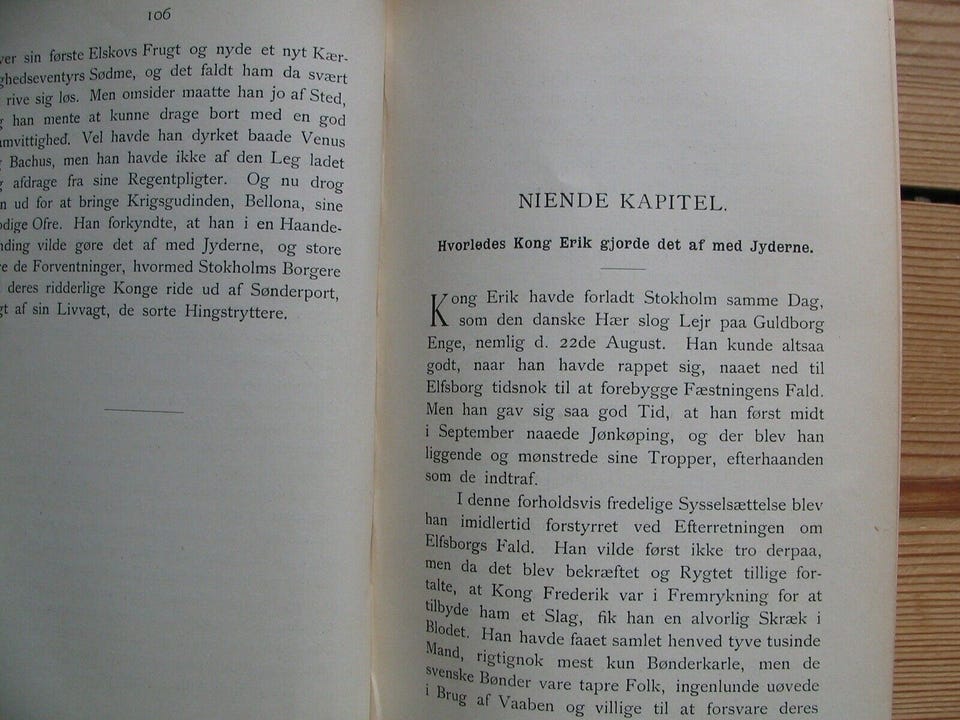 106
sin første Elskovs Frugt og nyde et nyt Kær-
Sødme, og det faldt ham da svært
rive sig løs. Men omsider maatte han jo af Sted,
han mente at kunne drage bort med en god
Vel havde han dyrket baade Venus
Bachus, men han havde ikke af den Leg ladet
afdrage fra sine Regentpligter. Og nu drog
ud for at bringe Krigsgudinden, Bellona, sine
Ofre. Han forkyndte, at han i en Haande-
vilde gøre det af med Jyderne, og store
de Forventninger, hvormed Stokholms Borgere
deres ridderlige Konge ride ud af Sønderport,
af sin Livvagt, de sorte Hingstryttere.
NIENDE KAPITEL.
Hvorledes Kong Erik gjorde det af med Jyderne.
Kong Erik havde forladt Stokholm samme Dag,
som den danske Hær slog Lejr paa Guldborg
Enge, nemlig d. 22de August. Han kunde altsaa
godt, naar han havde rappet sig, naaet ned til
Elfsborg tidsnok til at forebygge Fæstningens Fald.
Men han gav sig saa god Tid, at han først midt
i September naaede Jønkøping, og der blev han
liggende og mønstrede sine Tropper, efterhaanden
som de indtraf.
I denne forholdsvis fredelige Sysselsættelse blev
han imidlertid forstyrret ved Efterretningen om
Elfsborgs Fald. Han vilde først ikke tro derpaa,
men da det blev bekræftet og Rygtet tillige for-
talte, at Kong Frederik var i Fremrykning for at
tilbyde ham et Slag, fik han en alvorlig Skræk i
Blodet. Han havde faaet samlet henved tyve tusinde
Mand, rigtignok mest kun Bønderkarle, men de
svenske Bønder vare tapre Folk, ingenlunde uøvede
i Brug af Vaaben og villige til at forsvare deres